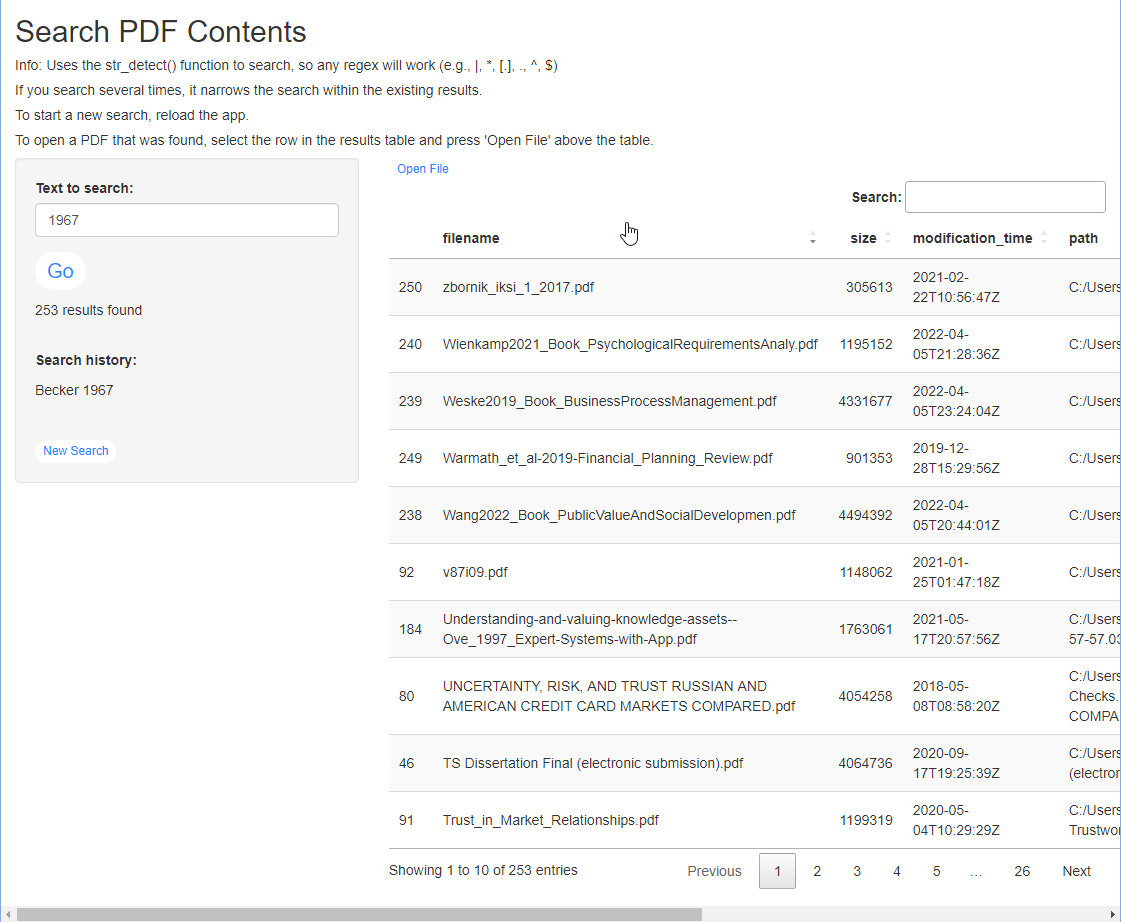 Search PDF Contents
Info: Uses the str_detect() function to search, so any regex will work (e.g., |, *, [.], ., ^, $)
If you search several times, it narrows the search within the existing results.
To start a new search, reload the app.
To open a PDF that was found, select the row in the results table and press 'Open File' above the table.
Text to search:
1967
Go
253 results found
Search history:
Becker 1967
New Search
Open File
Search:
filename size modification_time path
250 zbornik_iksi_1_2017.pdf 305613 2021-02-
22T10:56:47Z C:/Users
240 Wienkamp2021_Book_PsychologicalRequirementsAnaly.pdf 1195152 2022-04-
05T21:28:36Z C:/Users
239 Weske2019_Book_BusinessProcessManagement.pdf 4331677 2022-04-
05T23:24:04Z C:/Users
249 Warmath_et_al-2019-Financial_Planning_Review.pdf 901353 2019-12-
28T15:29:56Z C:/Users
238 Wang2022_Book_PublicValueAndSocialDevelopmen.pdf 4494392 2022-04-
05T20:44:01Z C:/Users
92 v87i09.pdf 1148062 2021-01-
25T01:47:18Z C:/Users
184 Understanding-and-valuing-knowledge-assets--
Ove_1997_Expert-Systems-with-App.pdf 1763061 2021-05-
17T20:57:56Z C:/Users
57-57.03
80 UNCERTAINTY, RISK, AND TRUST RUSSIAN AND
AMERICAN CREDIT CARD MARKETS COMPARED.pdf 4054258 2018-05-
08T08:58:20Z C:/Users
Checks.
COMPA
46 TS Dissertation Final (electronic submission).pdf 4064736 2020-09-
17T19:25:39Z C:/Users
(electror
91 Trust_in_Market_Relationships.pdf 1199319 2020-05-
04T10:29:29Z C:/Users
Trustwo
Showing 1 to 10 of 253 entries
Previous 1 2 3 4 5 … 26 Next